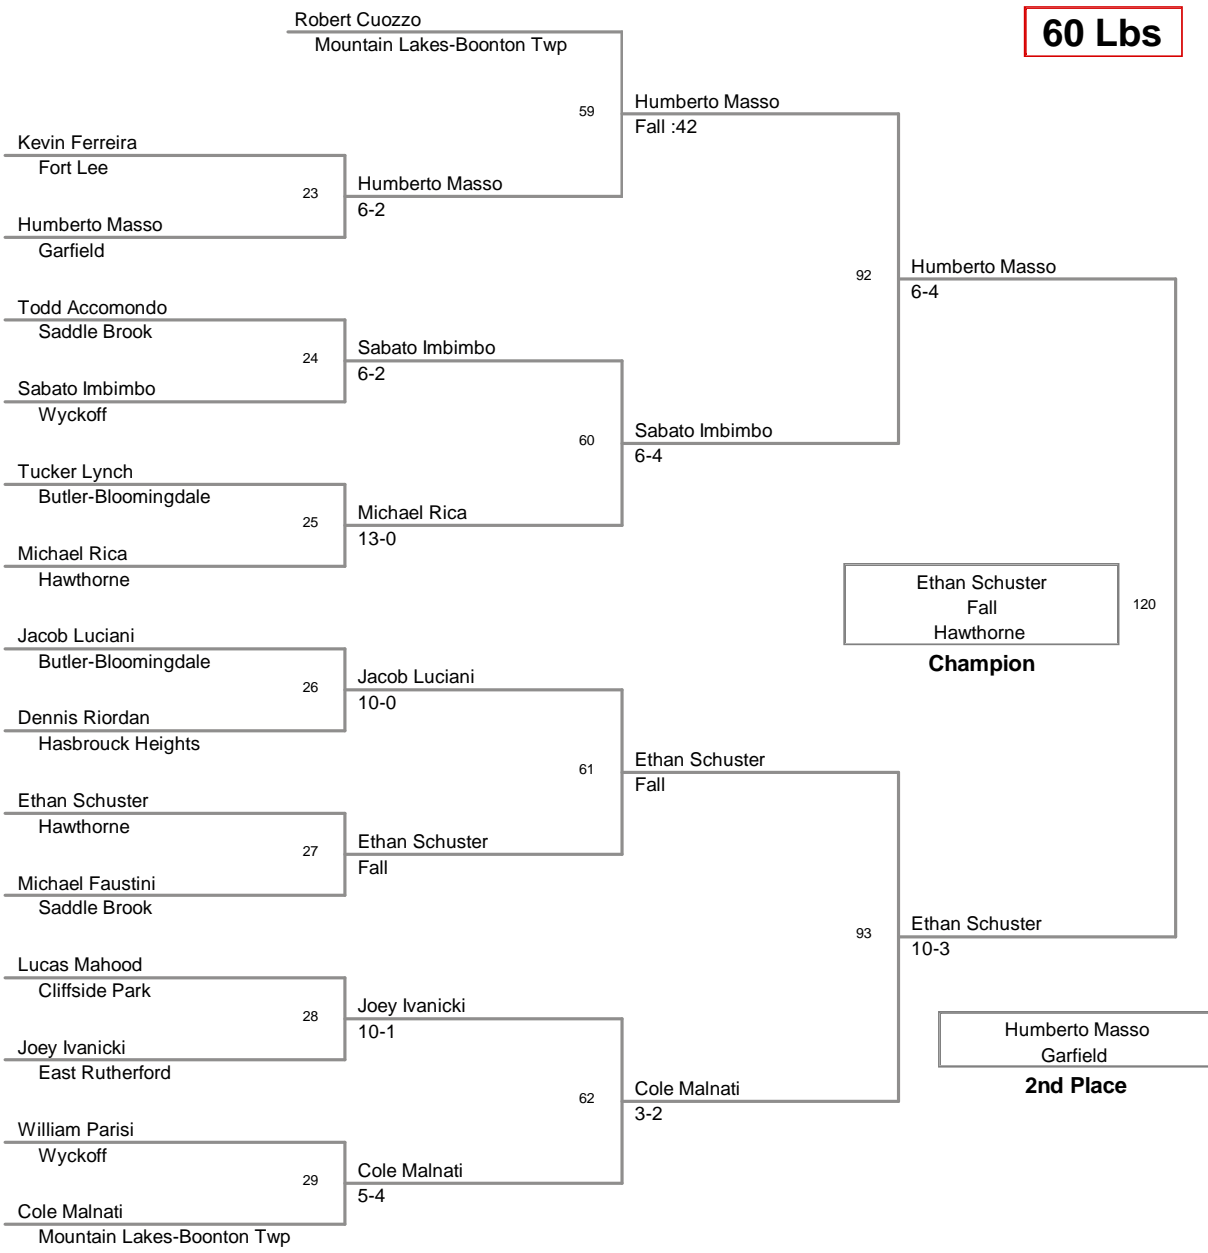 Robert Cuozzo
Mountain Lakes-Boonton Twp
60 Lbs
59
Humberto Masso
Fall :42
Kevin Ferreira
Fort Lee
23
Humberto Masso
6-2
Humberto Masso
Garfield
92
Humberto Masso
6-4
Todd Accomondo
Saddle Brook
24
Sabato Imbimbo
6-2
Sabato Imbimbo
Wyckoff
60
Sabato Imbimbo
6-4
Tucker Lynch
Butler-Bloomingdale
25
Michael Rica
13-0
Michael Rica
Hawthorne
Ethan Schuster
Fall
Hawthorne
Champion
120
Jacob Luciani
Butler-Bloomingdale
26
Jacob Luciani
10-0
Dennis Riordan
Hasbrouck Heights
61
Ethan Schuster
Fall
Ethan Schuster
Hawthorne
27
Ethan Schuster
Fall
Michael Faustini
Saddle Brook
93
Ethan Schuster
10-3
Lucas Mahood
Cliffside Park
28
Joey Ivanicki
10-1
Joey Ivanicki
East Rutherford
Humberto Masso
Garfield
2nd Place
62
Cole Malnati
3-2
William Parisi
Wyckoff
29
Cole Malnati
5-4
Cole Malnati
Mountain Lakes-Boonton Twp